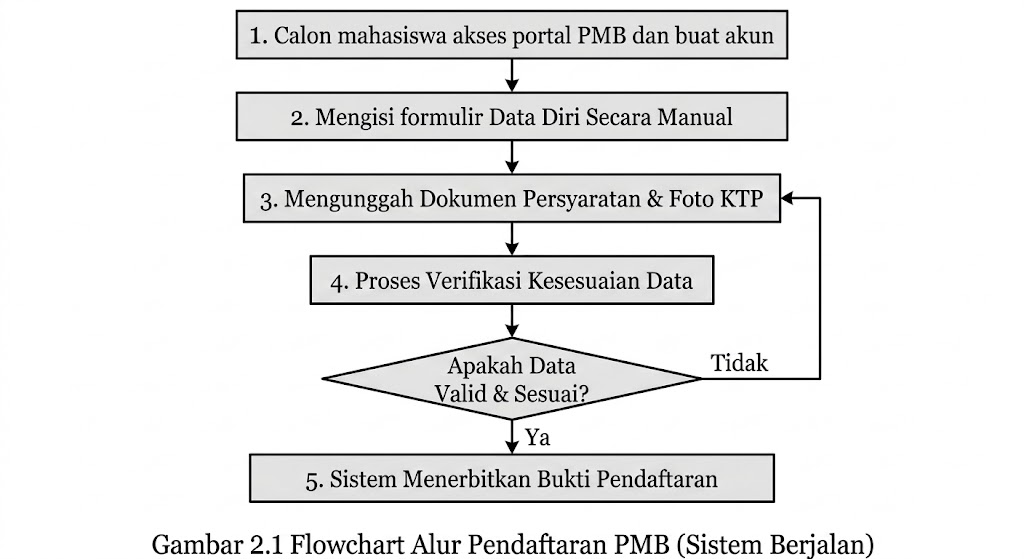 1. Calon mahasiswa akses portal PMB dan buat akun
2. Mengisi formulir Data Diri Secara Manual
3. Mengunggah Dokumen Persyaratan & Foto KTP
4. Proses Verifikasi Kesesuaian Data
Apakah Data
Valid & Sesuai?
Tidak
Ya
5. Sistem Menerbitkan Bukti Pendaftaran
Gambar 2.1 Flowchart Alur Pendaftaran PMB (Sistem Berjalan)